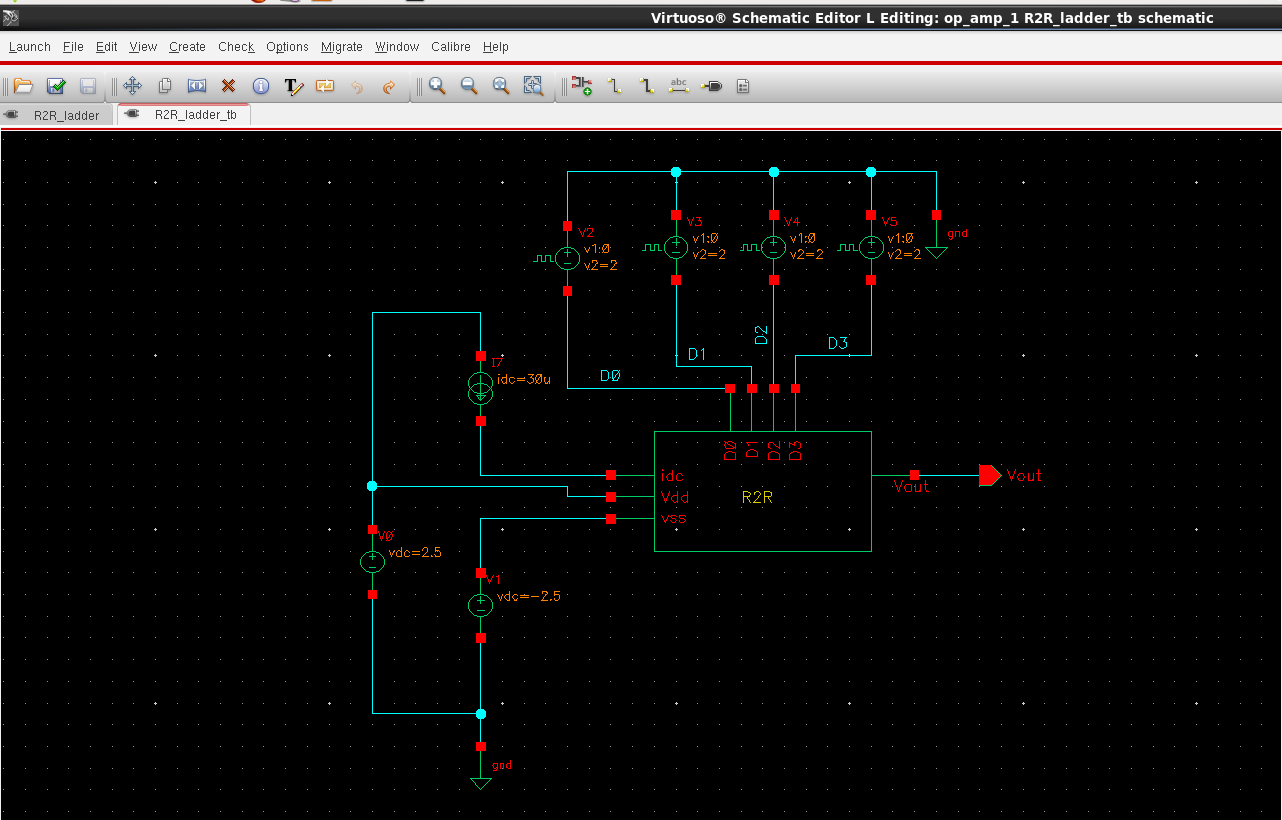 Virtuoso® Schematic Editor L Editing: op_amp_1 R2R_ladder_tb schematic
Launch File Edit View Create Check Options Migrate Window Calibre Help
T
abc
R2R_ladder R2R_ladder_tb
V2
v1:0
v2=2
V3
v1:0
v2=2
V4
v1:0
v2=2
V5
v1:0
v2=2
gnd
D0
D1
D2
D3
I7
idc=30u
D0 D1 D2 D3
idc
Vdd
vss
R2R
Vout
Vout
V0
vdc=2.5
V1
vdc=-2.5
gnd